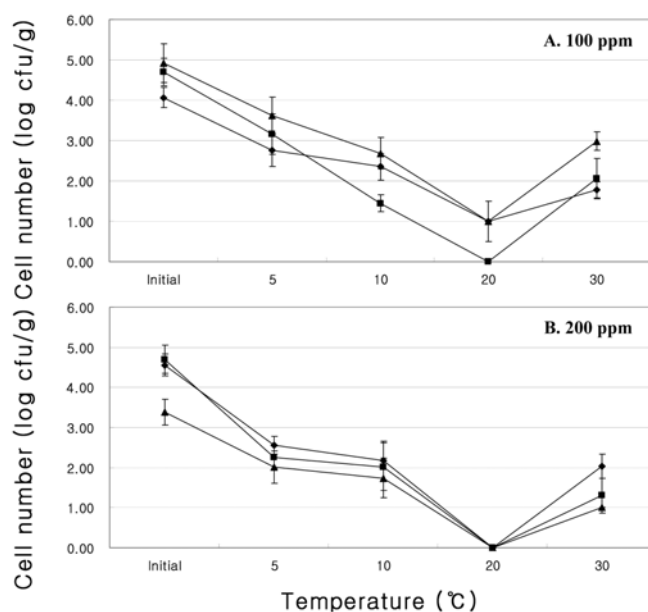 A. 100 ppm
Cell number (log cfu/g)
6.00
5.00
4.00
3.00
2.00
1.00
0.00
Initial 5 10 20 30
B. 200 ppm
Cell number (log cfu/g)
6.00
5.00
4.00
3.00
2.00
1.00
0.00
Initial 5 10 20 30
Temperature (℃)